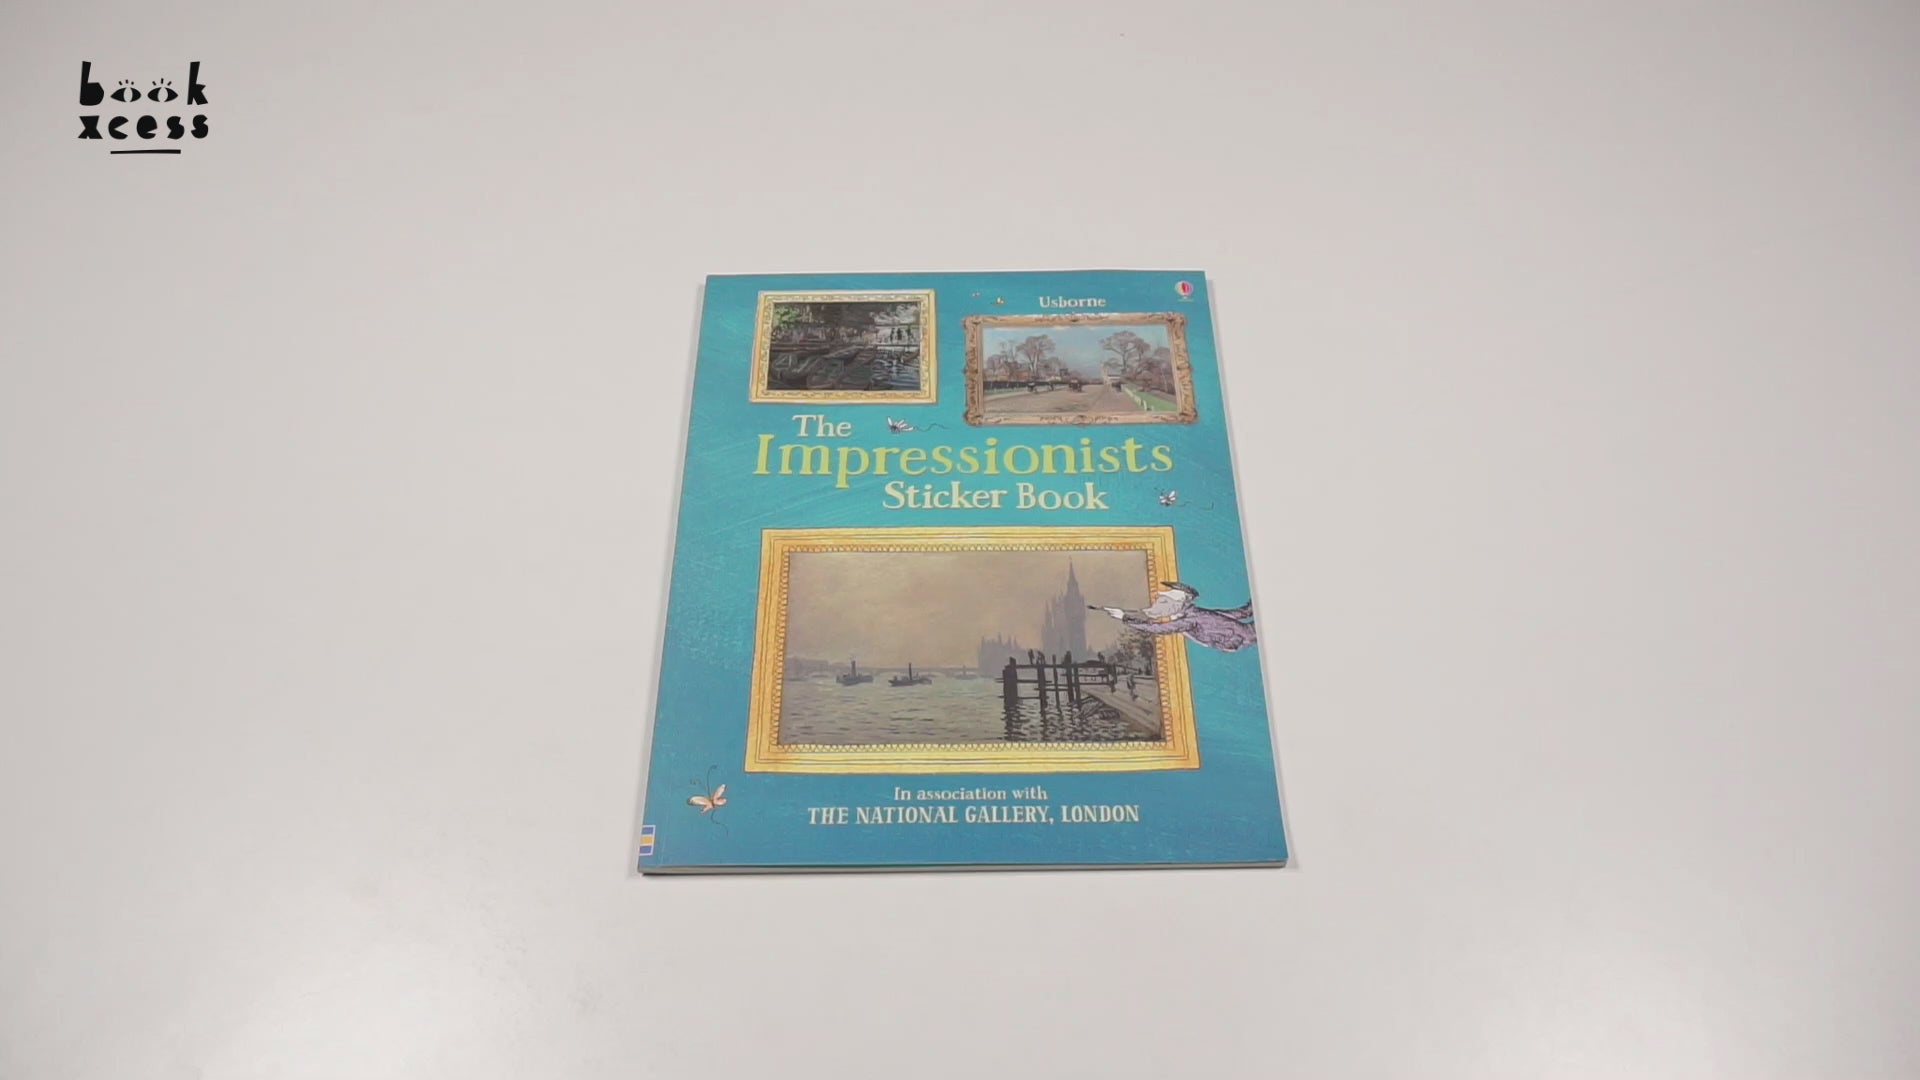 book
xcess
Usborne
The
Impressionists
Sticker Book
In association with
THE NATIONAL GALLERY, LONDON